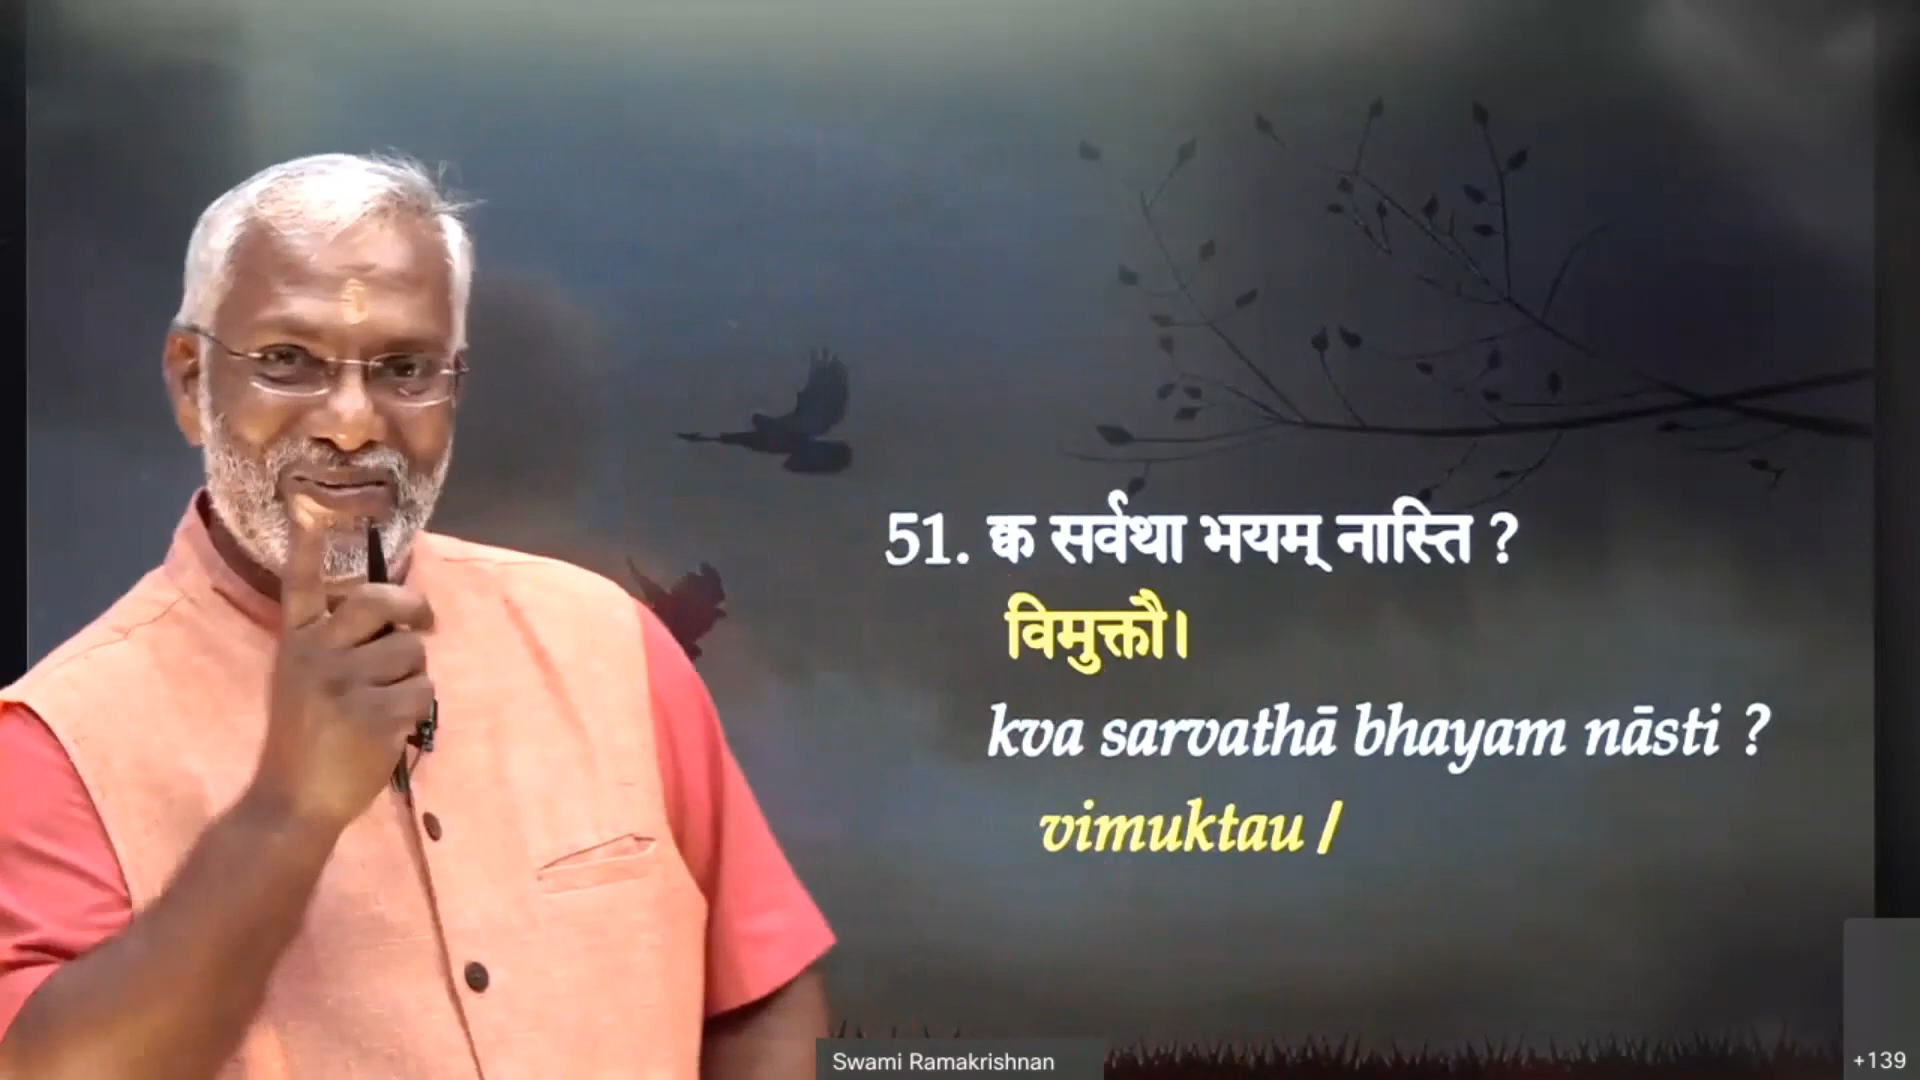 51. क्व सर्वथा भयम् नास्ति ?
विमुक्तौ।
kva sarvathā bhayam nāsti ?
vimuktau /
Swami Ramakrishnan
+139